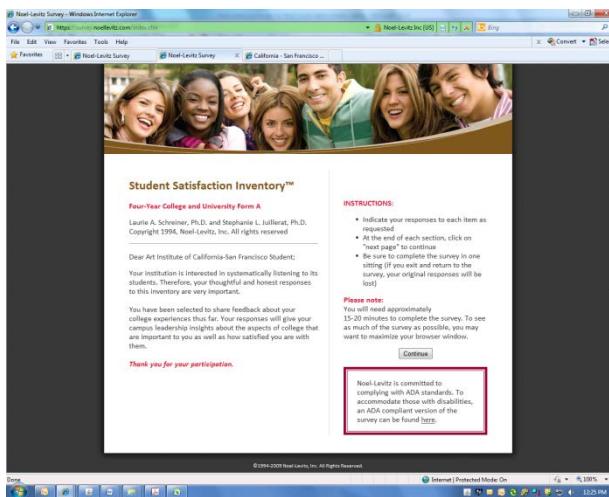 Noel-Levitz Survey - Windows Internet Explorer
https://survey.noellevitz.com/index.cfm
Noel-Levitz Inc [US]
Bing
File Edit View Favorites Tools Help
Convert
Favorites
Noel-Levitz Survey
Noel-Levitz Survey
California - San Francisco ...
Student Satisfaction Inventory™
Four-Year College and University Form A
Laurie A. Schreiner, Ph.D. and Stephanie L. Juillerat, Ph.D.
Copyright 1994, Noel-Levitz, Inc. All rights reserved
Dear Art Institute of California-San Francisco Student;
Your institution is interested in systematically listening to its
students. Therefore, your thoughtful and honest responses
to this inventory are very important.
You have been selected to share feedback about your
college experiences thus far. Your responses will give your
campus leadership insights about the aspects of college that
are important to you as well as how satisfied you are with
them.
Thank you for your participation.
INSTRUCTIONS:
• Indicate your responses to each item as
requested
• At the end of each section, click on
"next page" to continue
• Be sure to complete the survey in one
sitting (if you exit and return to the
survey, your original responses will be
lost)
Please note:
You will need approximately
15-20 minutes to complete the survey. To see
as much of the survey as possible, you may
want to maximize your browser window.
Continue
Noel-Levitz is committed to
complying with ADA standards. To
accommodate those with disabilities,
an ADA compliant version of the
survey can be found here.
©1994-2009 Noel-Levitz, Inc. All Rights Reserved.
Done
Internet | Protected Mode: On
100%
12:25 PM